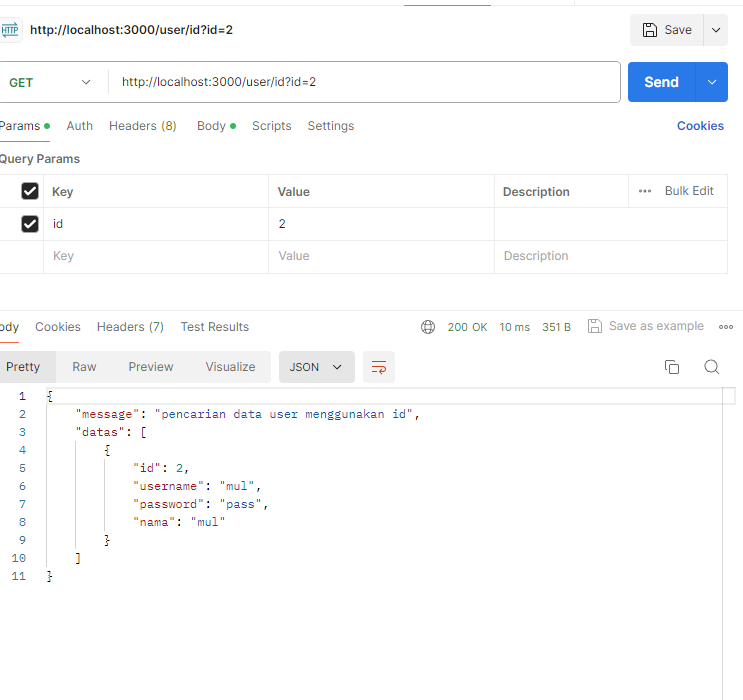 HTTP http://localhost:3000/user/id?id=2 Save
GET http://localhost:3000/user/id?id=2 Send
Params Auth Headers (8) Body Scripts Settings Cookies
Query Params
Key Value Description ... Bulk Edit
id 2
Key Value Description
ody Cookies Headers (7) Test Results 200 OK 10 ms 351 B Save as example
Pretty Raw Preview Visualize JSON
1 {
2 "message": "pencarian data user menggunakan id",
3 "datas": [
4 {
5 "id": 2,
6 "username": "mul",
7 "password": "pass",
8 "nama": "mul"
9 }
10 ]
11 }